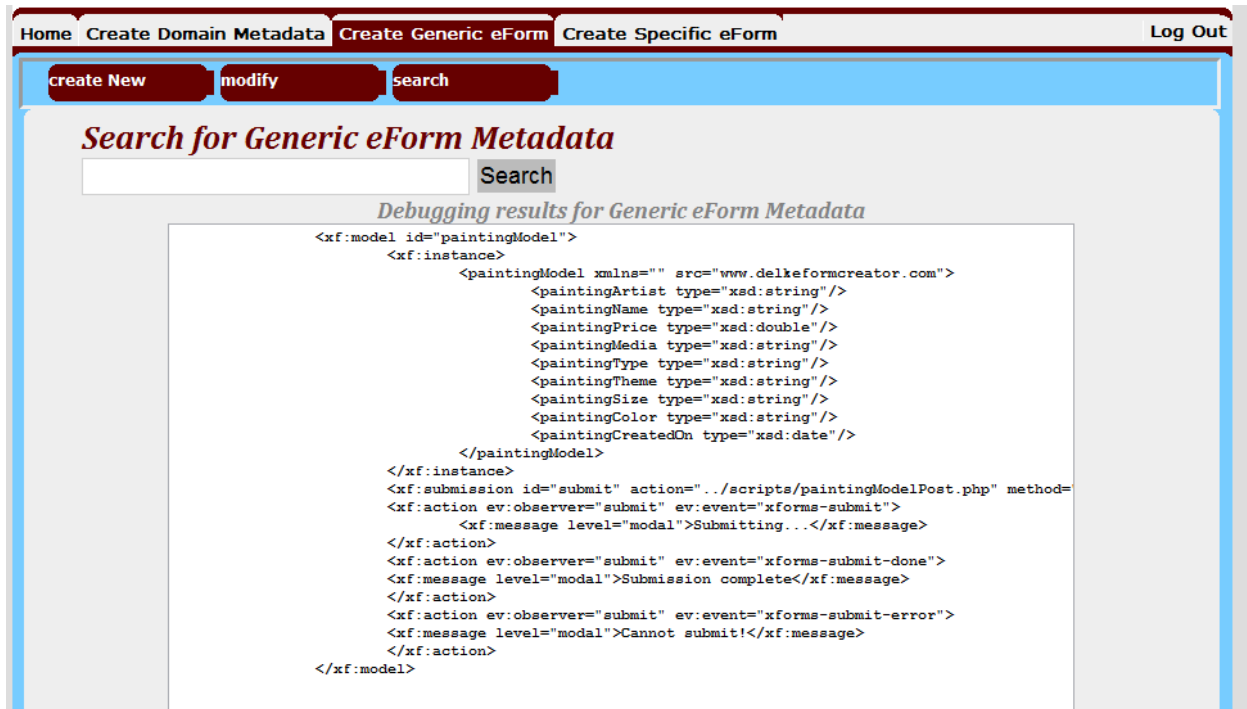 Home Create Domain Metadata Create Generic eForm Create Specific eForm Log Out
create New modify search
Search for Generic eForm Metadata
Search
Debugging results for Generic eForm Metadata
<xf:model id="paintingModel">
<xf:instance>
<paintingModel xmlns="" src="www.delkeformcreator.com">
<paintingArtist type="xsd:string"/>
<paintingName type="xsd:string"/>
<paintingPrice type="xsd:double"/>
<paintingMedia type="xsd:string"/>
<paintingType type="xsd:string"/>
<paintingTheme type="xsd:string"/>
<paintingSize type="xsd:string"/>
<paintingColor type="xsd:string"/>
<paintingCreatedOn type="xsd:date"/>
</paintingModel>
</xf:instance>
<xf:submission id="submit" action="../scripts/paintingModelPost.php" method="
<xf:action ev:observer="submit" ev:event="xforms-submit">
<xf:message level="modal">Submitting...</xf:message>
</xf:action>
<xf:action ev:observer="submit" ev:event="xforms-submit-done">
<xf:message level="modal">Submission complete</xf:message>
</xf:action>
<xf:action ev:observer="submit" ev:event="xforms-submit-error">
<xf:message level="modal">Cannot submit!</xf:message>
</xf:action>
</xf:model>